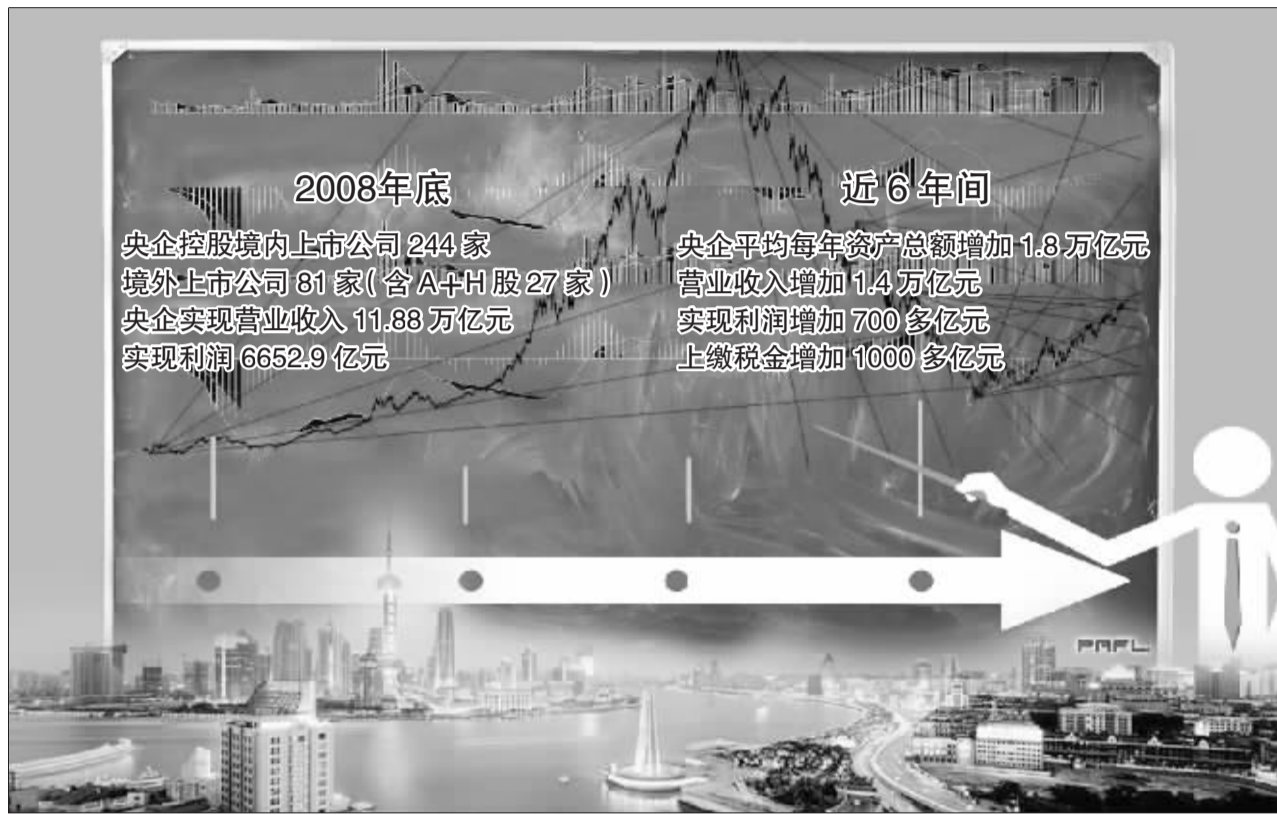 2008年底
央企控股境内上市公司 244 家
境外上市公司 81 家(含 A+H 股 27 家)
央企实现营业收入 11.88 万亿元
实现利润 6652.9 亿元
近 6 年间
央企平均每年资产总额增加 1.8 万亿元
营业收入增加 1.4 万亿元
实现利润增加 700 多亿元
上缴税金增加 1000 多亿元